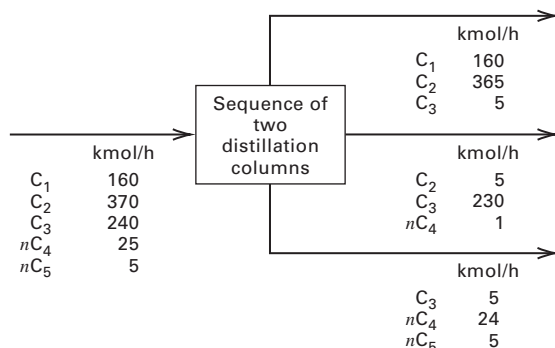 kmol/h
C1 160
C2 365
C3 5
Sequence of
two
distillation
columns
kmol/h
C1 160
C2 370
C3 240
nC4 25
nC5 5
kmol/h
C2 5
C3 230
nC4 1
kmol/h
C3 5
nC4 24
nC5 5